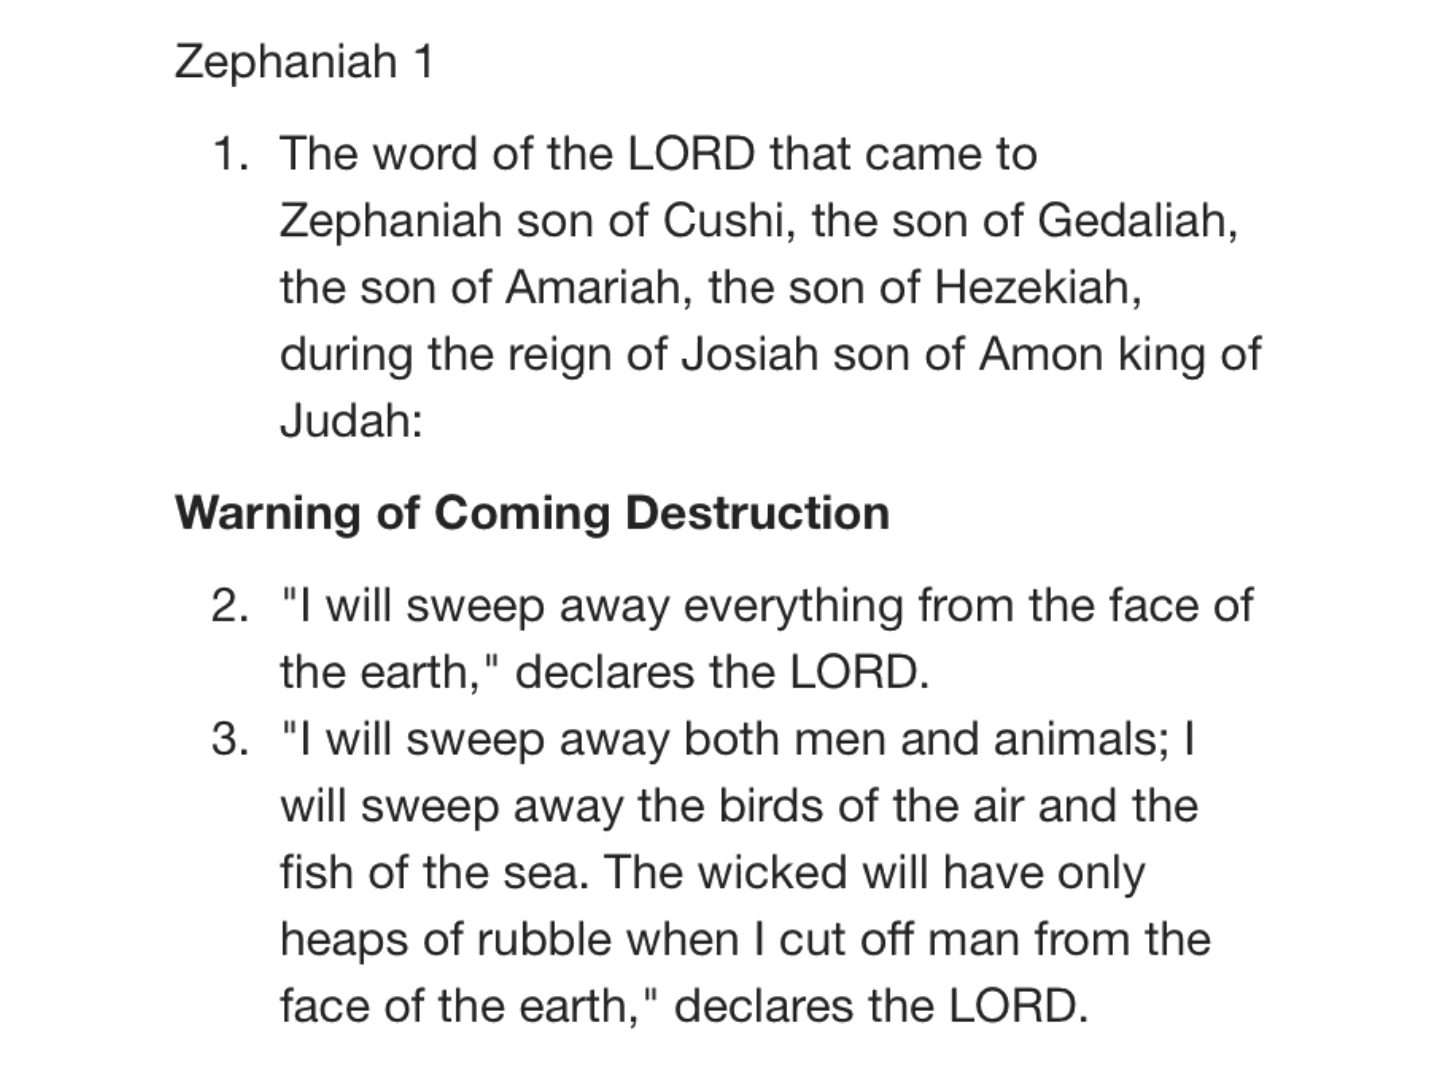 Zephaniah 1
1. The word of the LORD that came to
Zephaniah son of Cushi, the son of Gedaliah,
the son of Amariah, the son of Hezekiah,
during the reign of Josiah son of Amon king of
Judah:
Warning of Coming Destruction
2. "I will sweep away everything from the face of
the earth," declares the LORD.
3. "I will sweep away both men and animals; I
will sweep away the birds of the air and the
fish of the sea. The wicked will have only
heaps of rubble when I cut off man from the
face of the earth," declares the LORD.